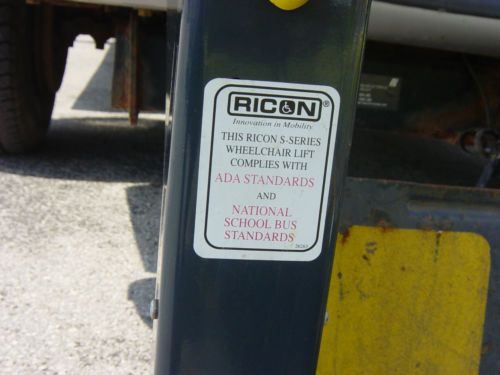 RICON®
Innovation in Mobility
THIS RICON S-SERIES
WHEELCHAIR LIFT
COMPLIES WITH
ADA STANDARDS
AND
NATIONAL
SCHOOL BUS
STANDARDS